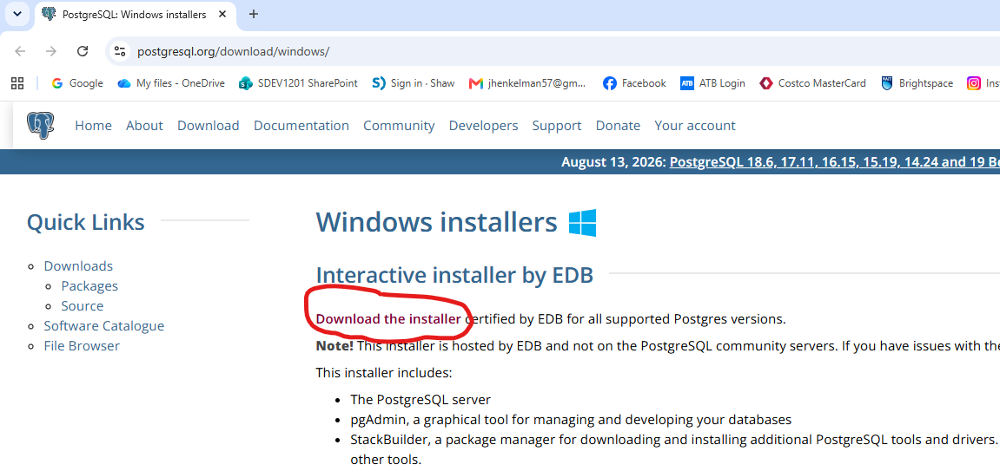 PostgreSQL: Windows installers
postgresql.org/download/windows/
Google My files - OneDrive SDEV1201 SharePoint Sign in · Shaw jhenkelman57@gm... Facebook ATB Login Costco MasterCard Brightspace Ins
Home About Download Documentation Community Developers Support Donate Your account
August 13, 2026: PostgreSQL 18.6, 17.11, 16.15, 15.19, 14.24 and 19 Be
Quick Links
Downloads
Packages
Source
Software Catalogue
File Browser
Windows installers
Interactive installer by EDB
Download the installer certified by EDB for all supported Postgres versions.
Note! This installer is hosted by EDB and not on the PostgreSQL community servers. If you have issues with the
This installer includes:
The PostgreSQL server
pgAdmin, a graphical tool for managing and developing your databases
StackBuilder, a package manager for downloading and installing additional PostgreSQL tools and drivers.
other tools.